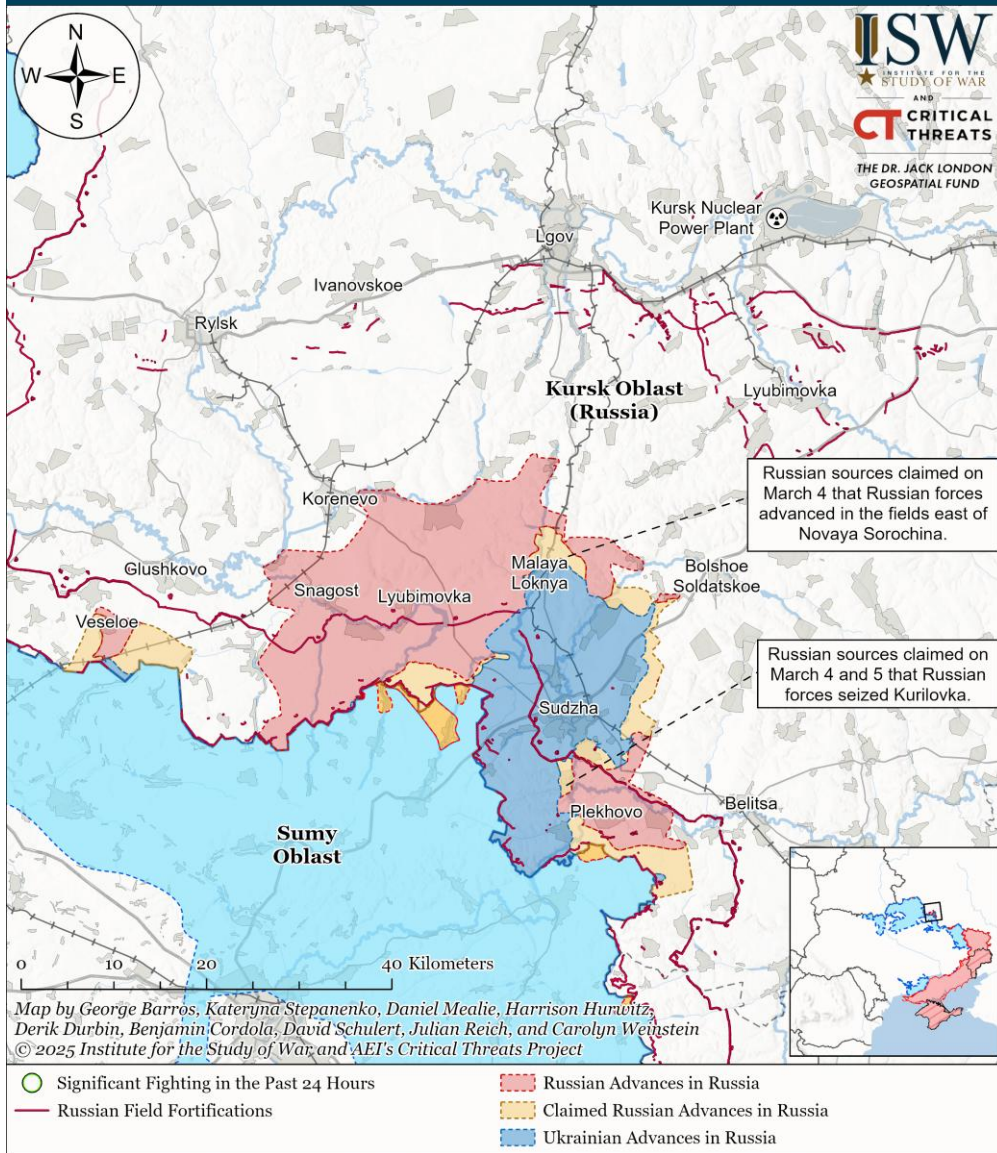 N
W
E
S
ISW
INSTITUTE FOR THE
STUDY OF WAR
AND
CT CRITICAL
THREATS
THE DR. JACK LONDON
GEOSPATIAL FUND
Kursk Nuclear
Power Plant
Lgov
Ivanovskoe
Rylsk
Kursk Oblast
(Russia)
Lyubimovka
Russian sources claimed on
March 4 that Russian forces
advanced in the fields east of
Novaya Sorochina.
Korenevo
Glushkovo
Malaya
Loknya
Bolshoe
Soldatskoe
Snagost
Lyubimovka
Veseloe
Russian sources claimed on
March 4 and 5 that Russian
forces seized Kurilovka.
Sudzha
Plekhovo
Belitsa
Sumy
Oblast
0 10 20 40 Kilometers
Map by George Barros, Kateryna Stepanenko, Daniel Mealie, Harrison Hurwitz,
Derik Durbin, Benjamin Cordola, David Schulert, Julian Reich, and Carolyn Weinstein
© 2025 Institute for the Study of War and AEI's Critical Threats Project
Significant Fighting in the Past 24 Hours
Russian Field Fortifications
Russian Advances in Russia
Claimed Russian Advances in Russia
Ukrainian Advances in Russia